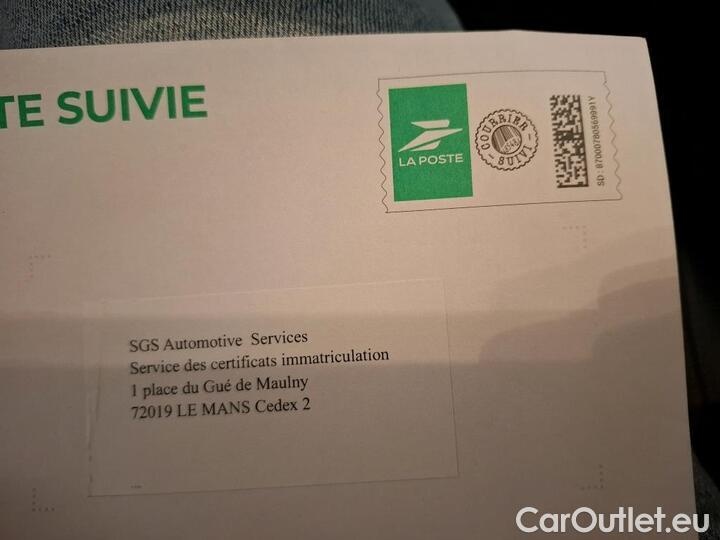 TE SUIVIE
LA POSTE
COURRIER
SUIVI
SD: 87000780569991Y
SGS Automotive Services
Service des certificats immatriculation
1 place du Gué de Maulny
72019 LE MANS Cedex 2
CarOutlet.eu